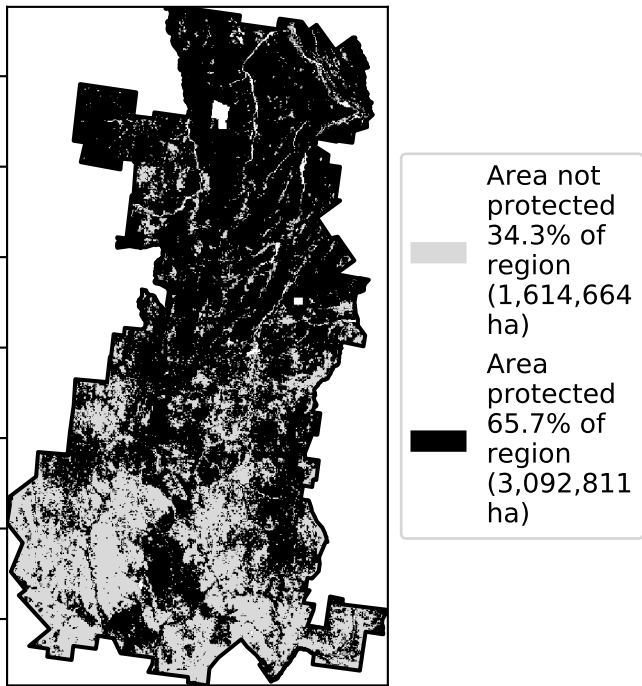 Area not
protected
34.3% of
region
(1,614,664
ha)
Area
protected
65.7% of
region
(3,092,811
ha)